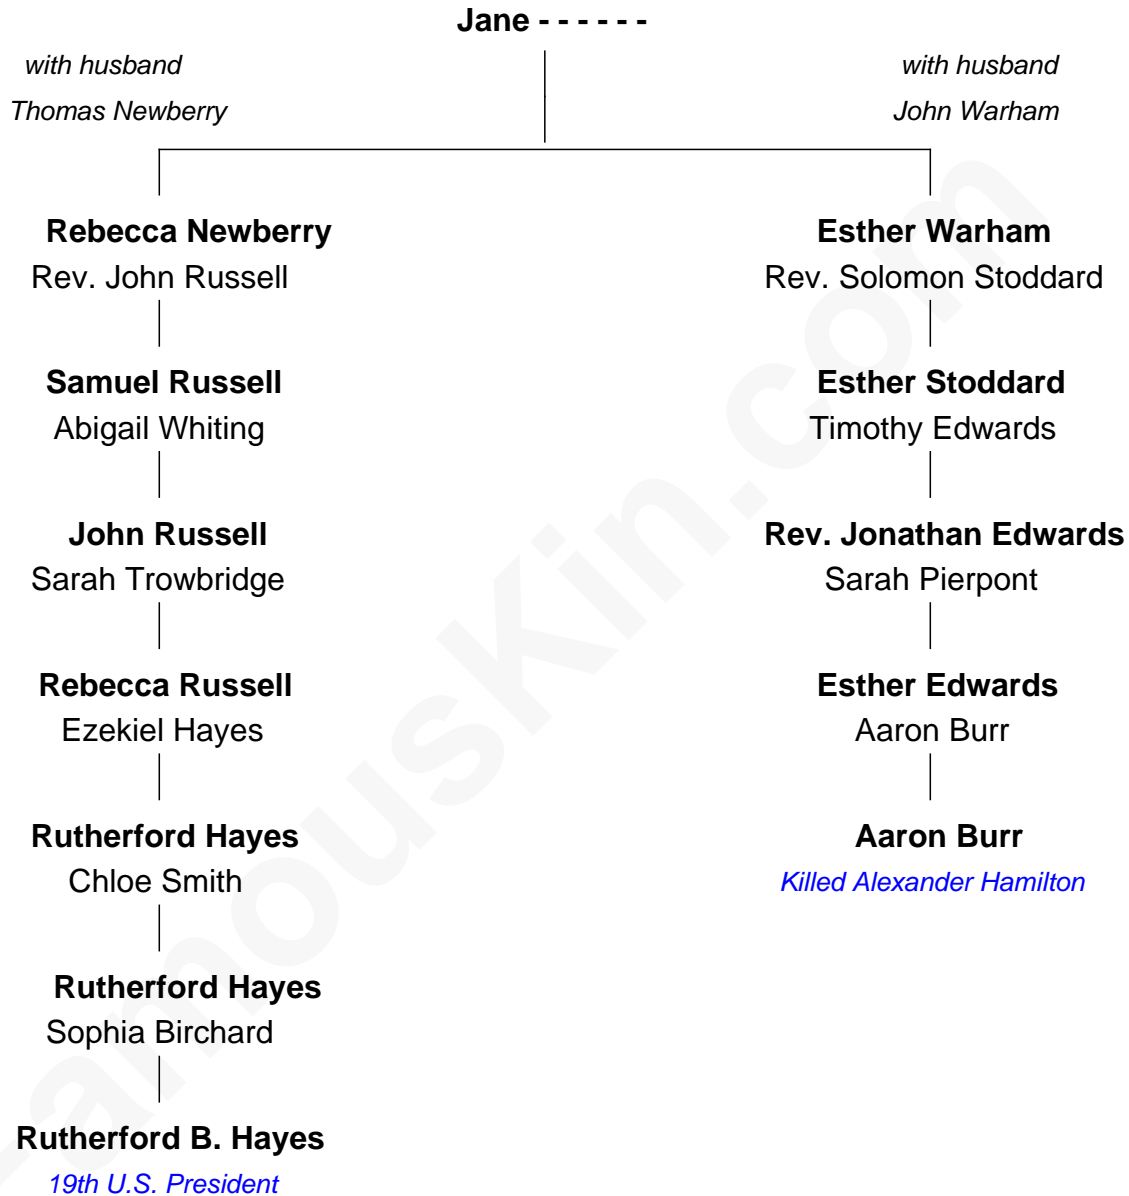 Jane - - - - - -
with husband
Thomas Newberry
with husband
John Warham
Rebecca Newberry
Rev. John Russell
Esther Warham
Rev. Solomon Stoddard
Samuel Russell
Abigail Whiting
Esther Stoddard
Timothy Edwards
John Russell
Sarah Trowbridge
Rev. Jonathan Edwards
Sarah Pierpont
Rebecca Russell
Ezekiel Hayes
Esther Edwards
Aaron Burr
Rutherford Hayes
Chloe Smith
Aaron Burr
Killed Alexander Hamilton
Rutherford Hayes
Sophia Birchard
Rutherford B. Hayes
19th U.S. President
FamousKin.com